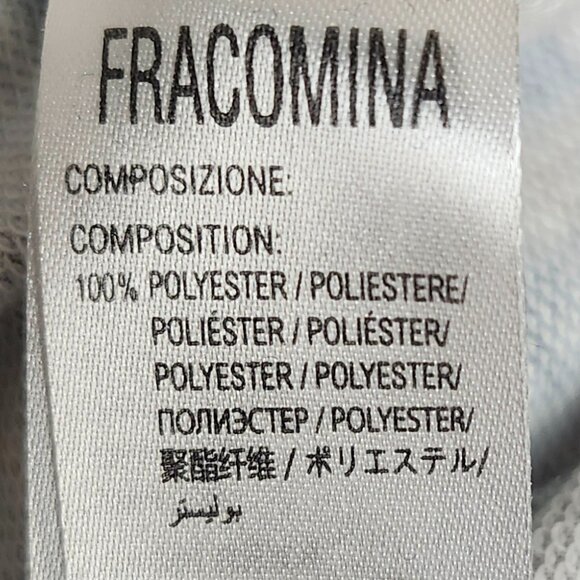 FRACOMINA
COMPOSIZIONE:
COMPOSITION:
100% POLYESTER / POLIESTERE/
POLIÉSTER / POLIÉSTER/
POLYESTER / POLYESTER/
ПОЛИЭСТЕР / POLYESTER/
聚酯纤维 / ポリエステル/
بوليستر